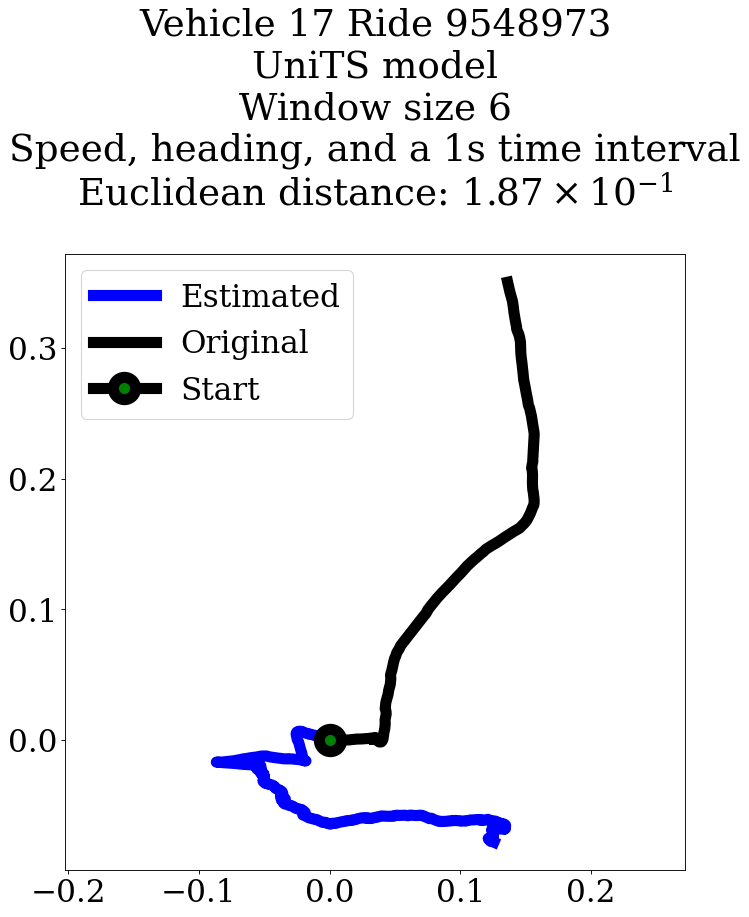 Vehicle 17 Ride 9548973
UniTS model
Window size 6
Speed, heading, and a 1s time interval
Euclidean distance: 1.87 × 10⁻¹
Estimated
Original
Start
0.3
0.2
0.1
0.0
−0.2
−0.1
0.0
0.1
0.2